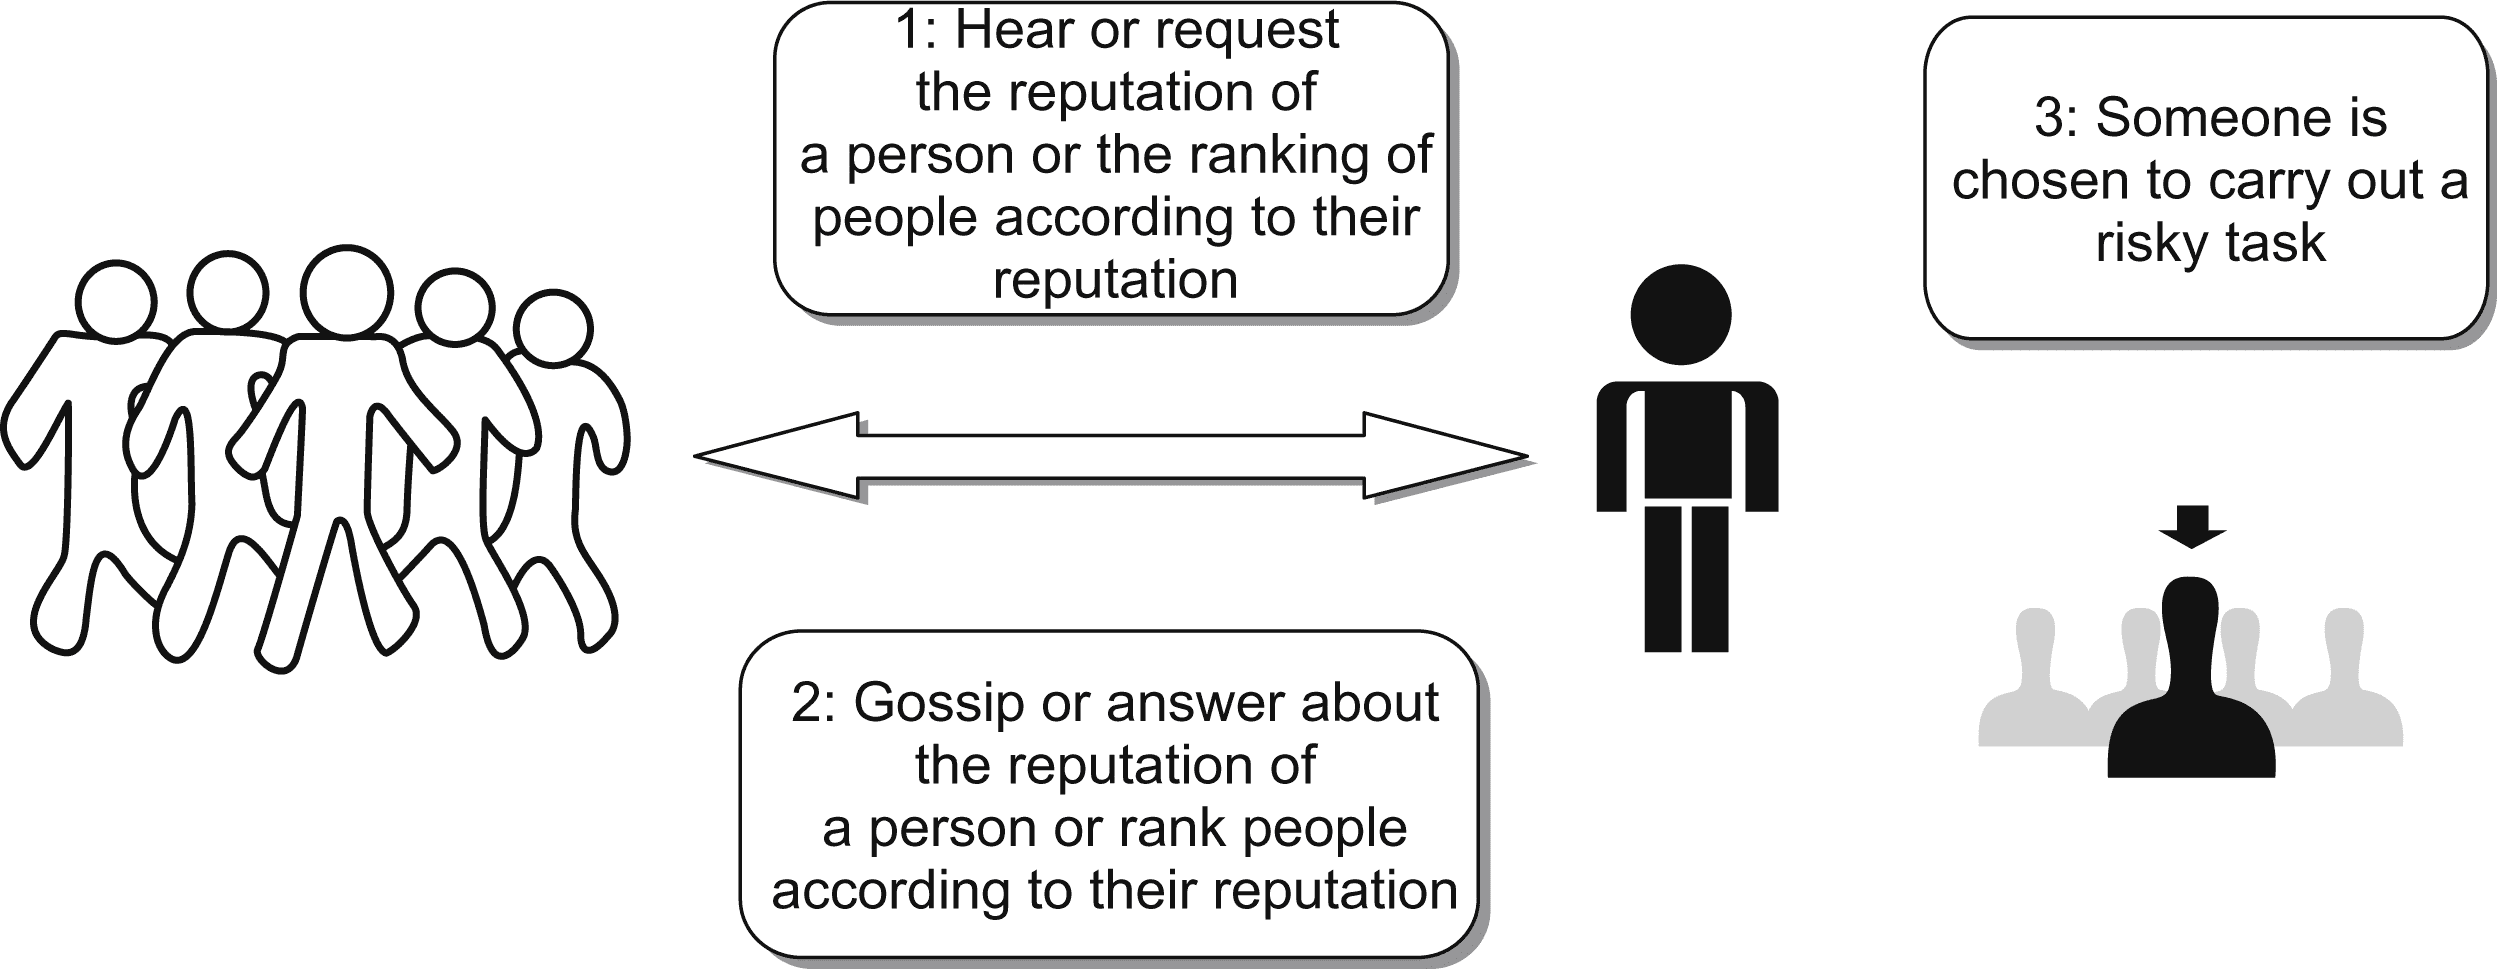 1: Hear or request
the reputation of
a person or the ranking of
people according to their
reputation
2: Gossip or answer about
the reputation of
a person or rank people
according to their reputation
3: Someone is
chosen to carry out a
risky task